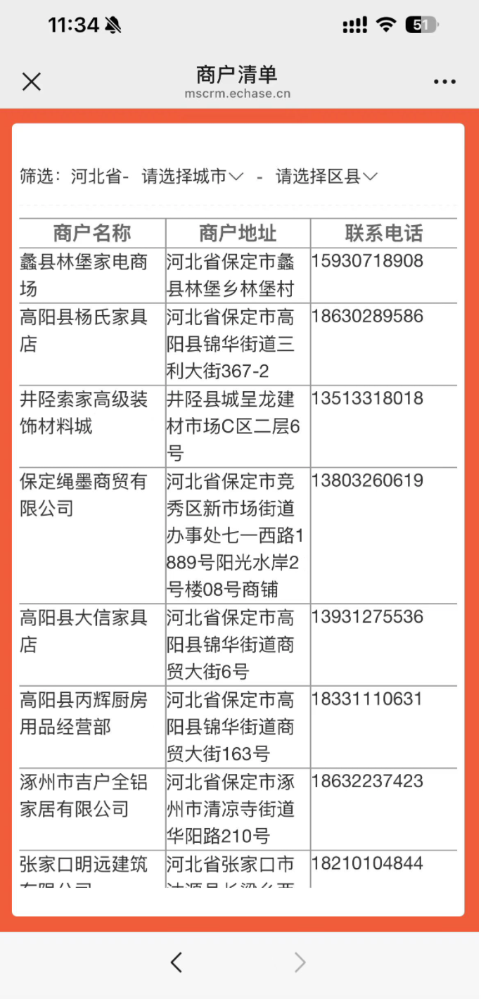 11:34
51
商户清单
mscrm.echase.cn
筛选：河北省- 请选择城市 - 请选择区县
商户名称 商户地址 联系电话
蠡县林堡家电商 河北省保定市蠡 15930718908
场 县林堡乡林堡村
高阳县杨氏家具 河北省保定市高 18630289586
店 阳县锦华街道三
利大街367-2
井陉索家高级装 井陉县城呈龙建 13513318018
饰材料城 材市场C区二层6
号
保定绳墨商贸有 河北省保定市竞 13803260619
限公司 秀区新市场街道
办事处七一西路1
889号阳光水岸2
号楼08号商铺
高阳县大信家具 河北省保定市高 13931275536
店 阳县锦华街道商
贸大街6号
高阳县丙辉厨房 河北省保定市高 18331110631
用品经营部 阳县锦华街道商
贸大街163号
涿州市吉户全铝 河北省保定市涿 18632237423
家居有限公司 州市清凉寺街道
华阳路210号
张家口明远建筑 河北省张家口市 18210104844
有限公司